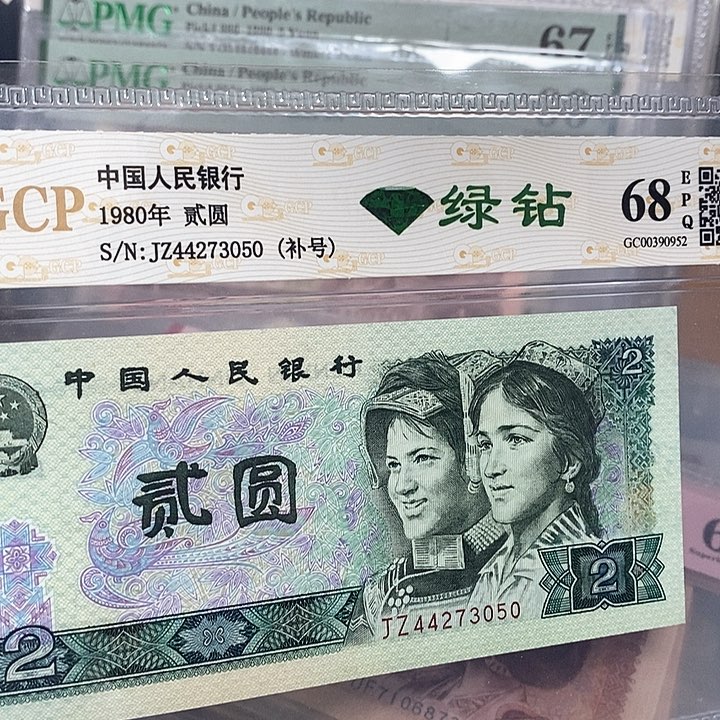 PMG
China / People's Republic
67
PMG
China / People's Republic
GCP
中国人民银行
1980年 贰圆
S/N:JZ44273050 (补号)
绿钻
68
EPQ
GC00390952
中国人民银行
2
贰圆
2
JZ44273050
2